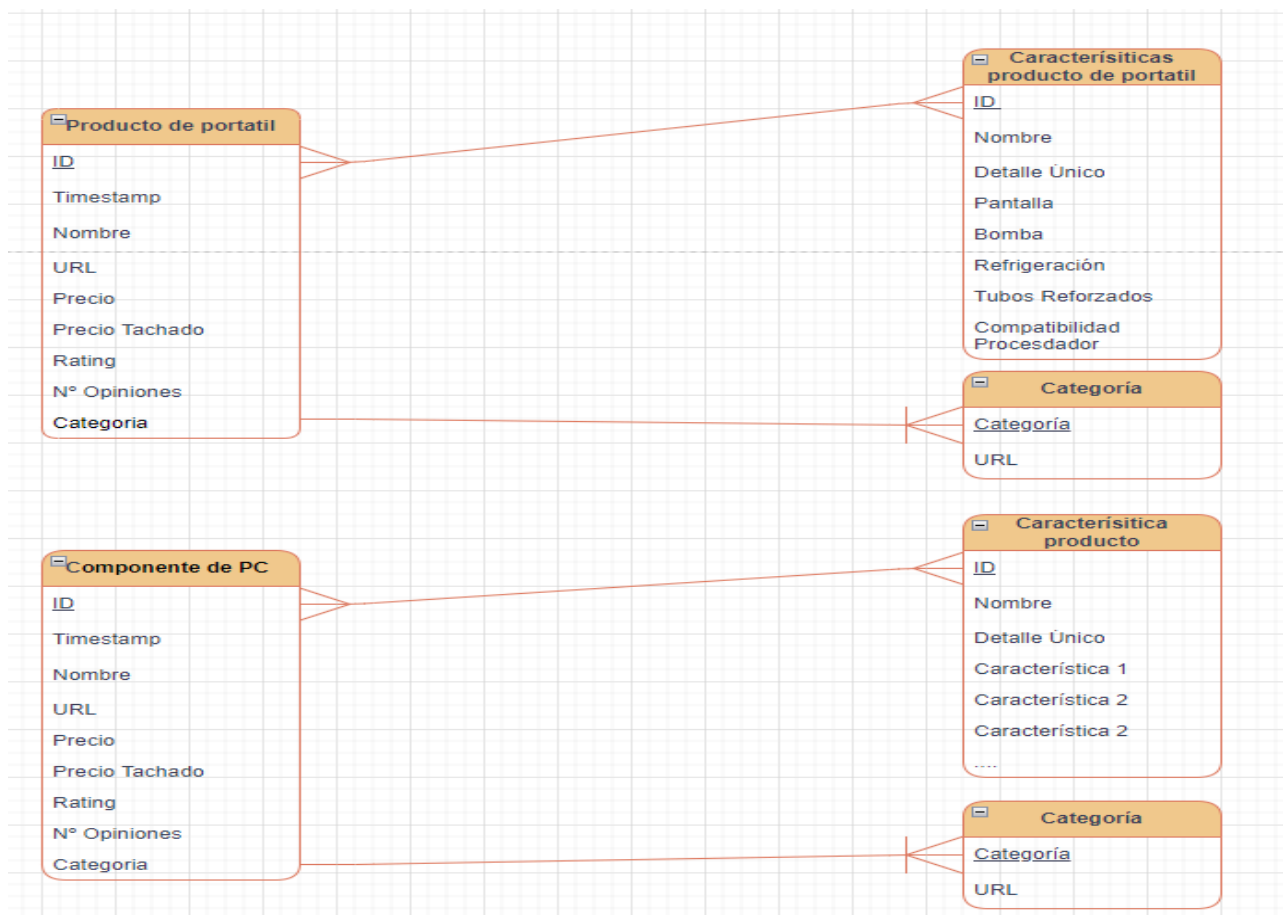 Producto de portatil
ID
Timestamp
Nombre
URL
Precio
Precio Tachado
Rating
Nº Opiniones
Categoria
Caracterísiticas
producto de portatil
ID
Nombre
Detalle Único
Pantalla
Bomba
Refrigeración
Tubos Reforzados
Compatibilidad
Procesdador
Categoría
Categoría
URL
Componente de PC
ID
Timestamp
Nombre
URL
Precio
Precio Tachado
Rating
Nº Opiniones
Categoria
Caracterísitica
producto
ID
Nombre
Detalle Único
Característica 1
Característica 2
Característica 2
....
Categoría
Categoría
URL